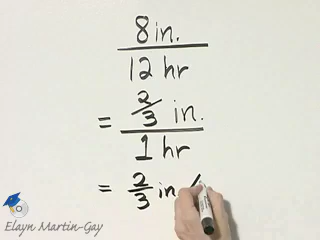 8 in.
12 hr
= 2/3 in.
1 hr
= 2/3 in /
Elayn Martin-Gay